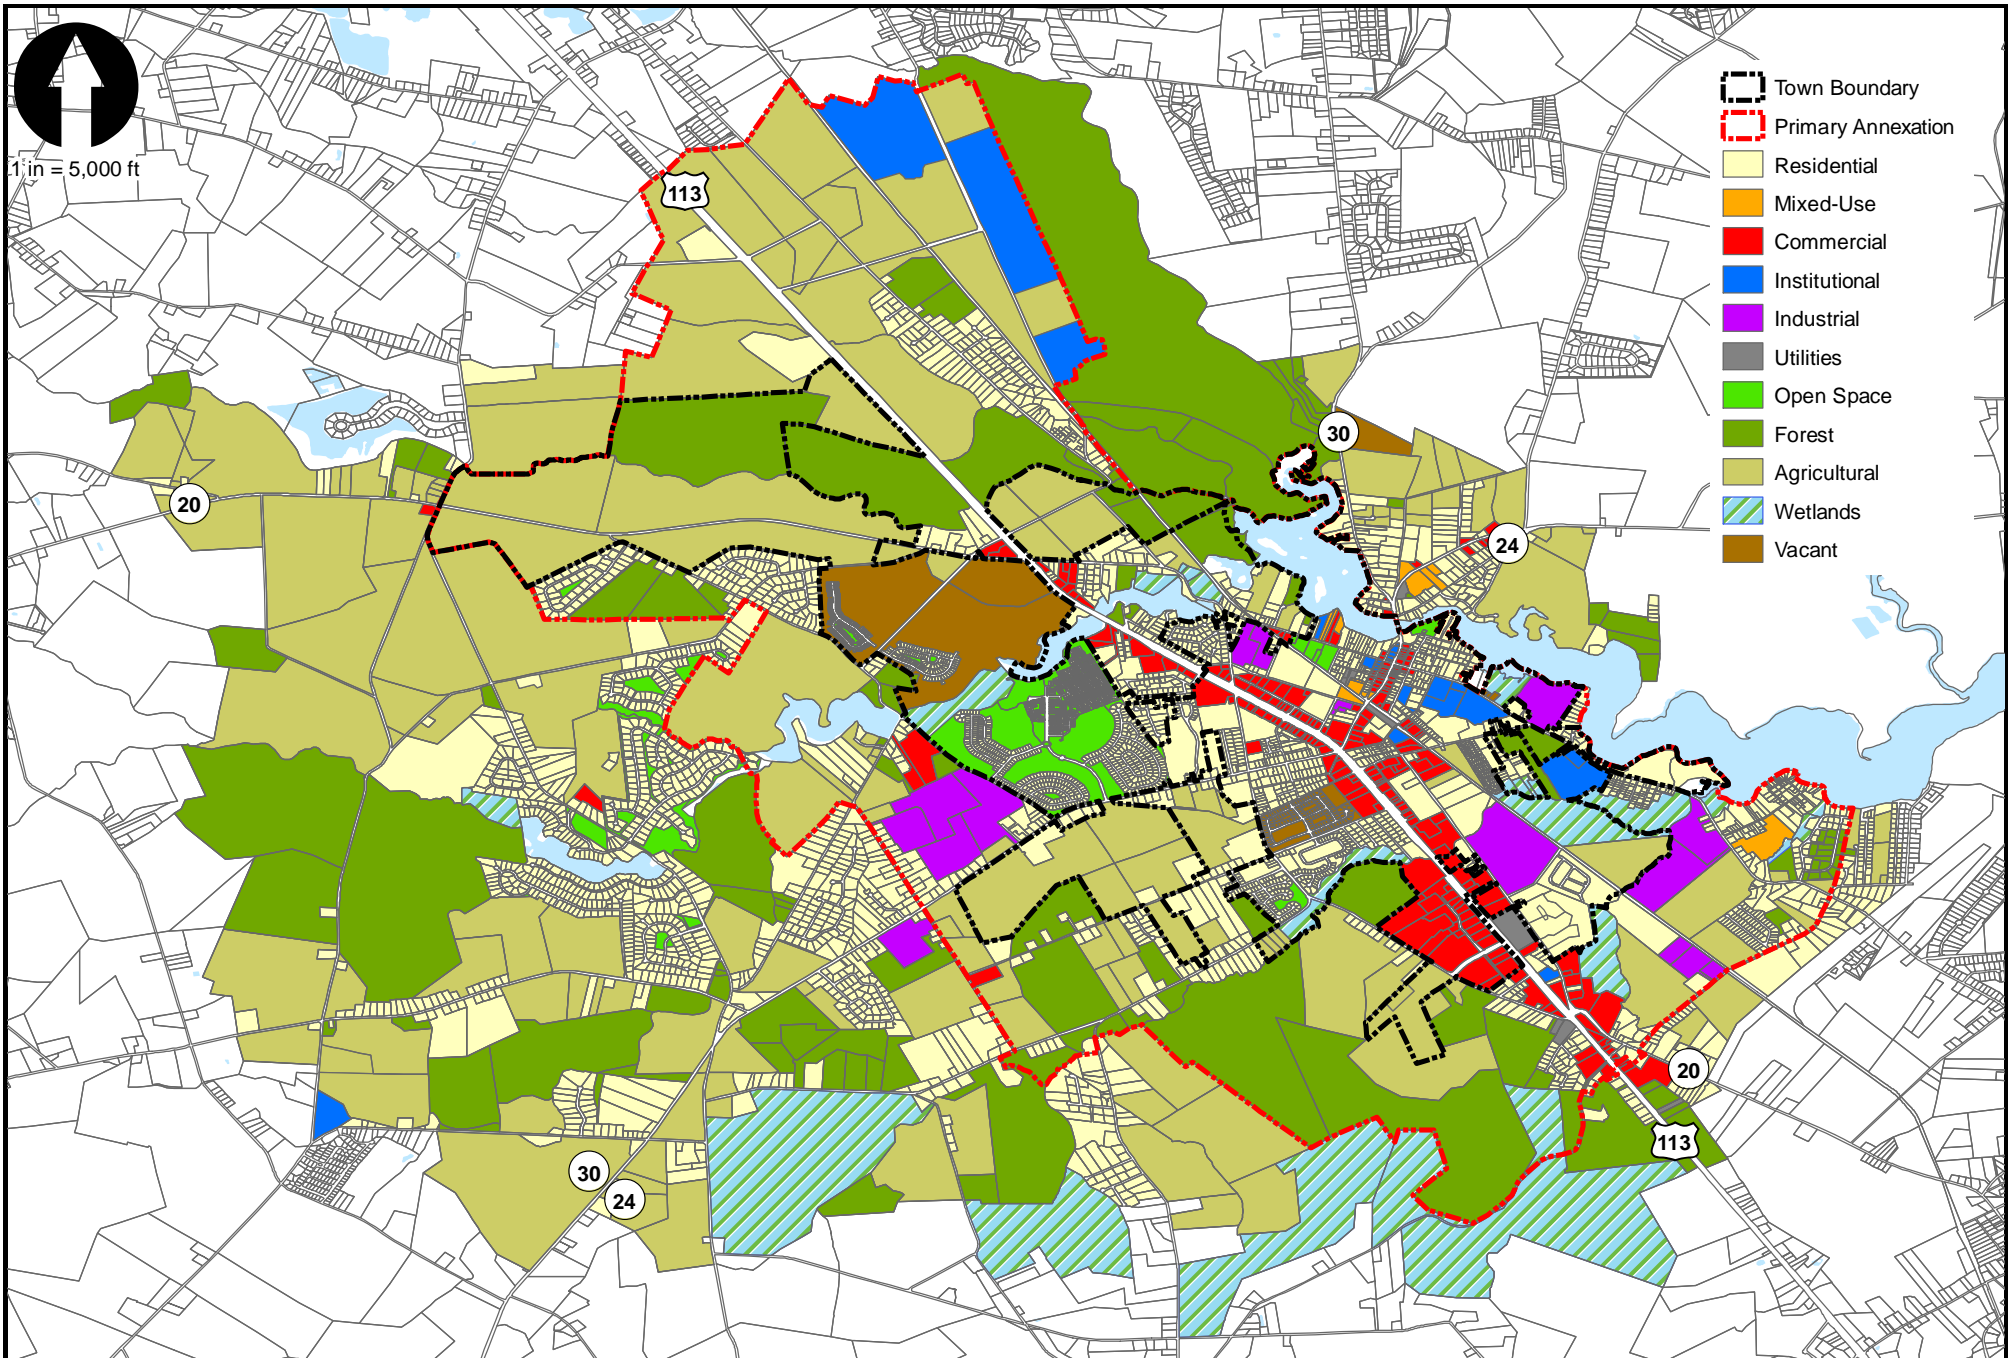 1 in = 5,000 ft
Town Boundary
Primary Annexation
Residential
Mixed-Use
Commercial
Institutional
Industrial
Utilities
Open Space
Forest
Agricultural
Wetlands
Vacant
113
30
20
24
20
113
30
24